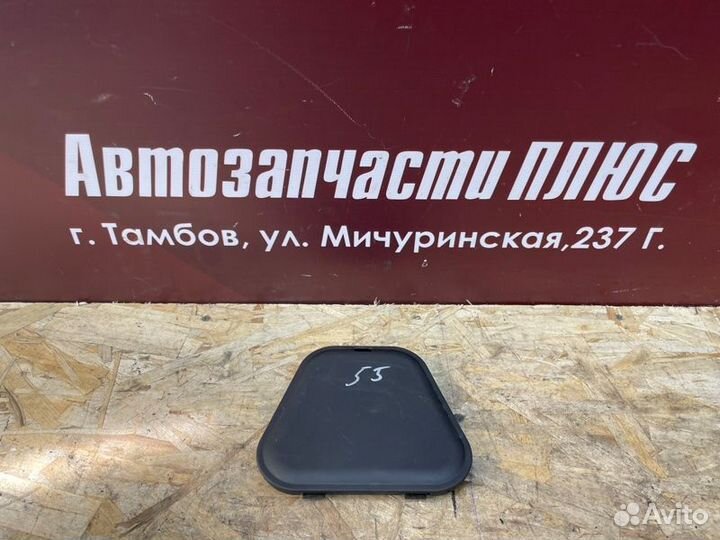 Автозапчасти ПЛЮС
г. Тамбов, ул. Мичуринская,237 Г.
55
Avito